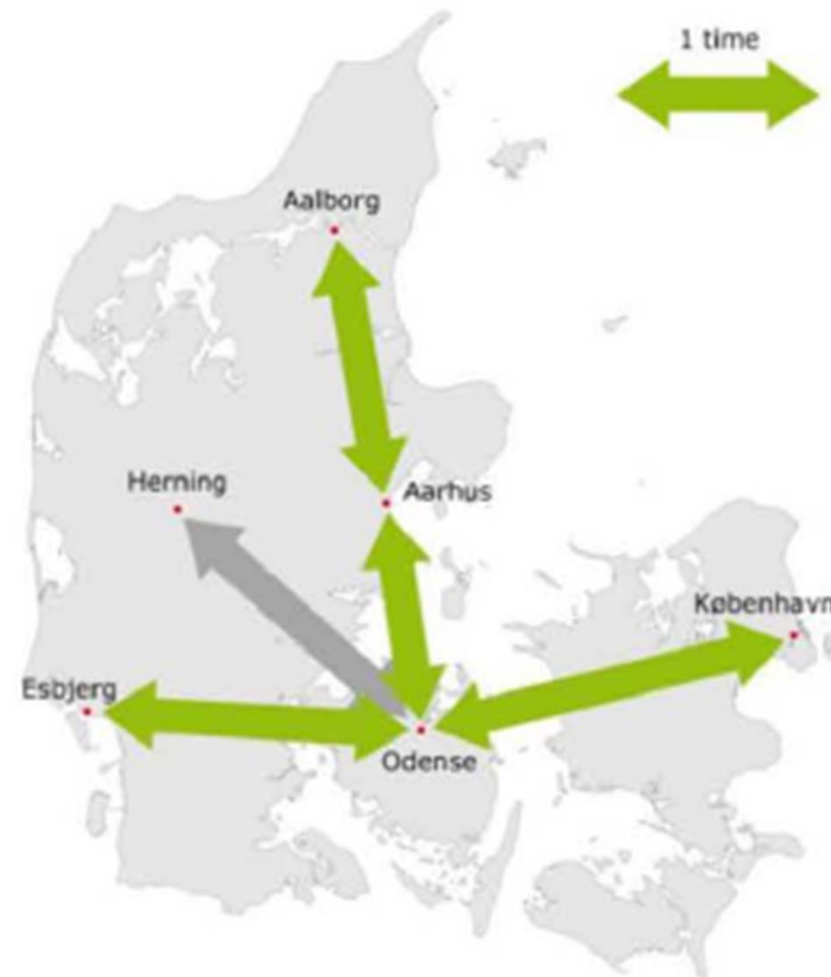 1 time
Aalborg
Herning
Aarhus
København
Esbjerg
Odense